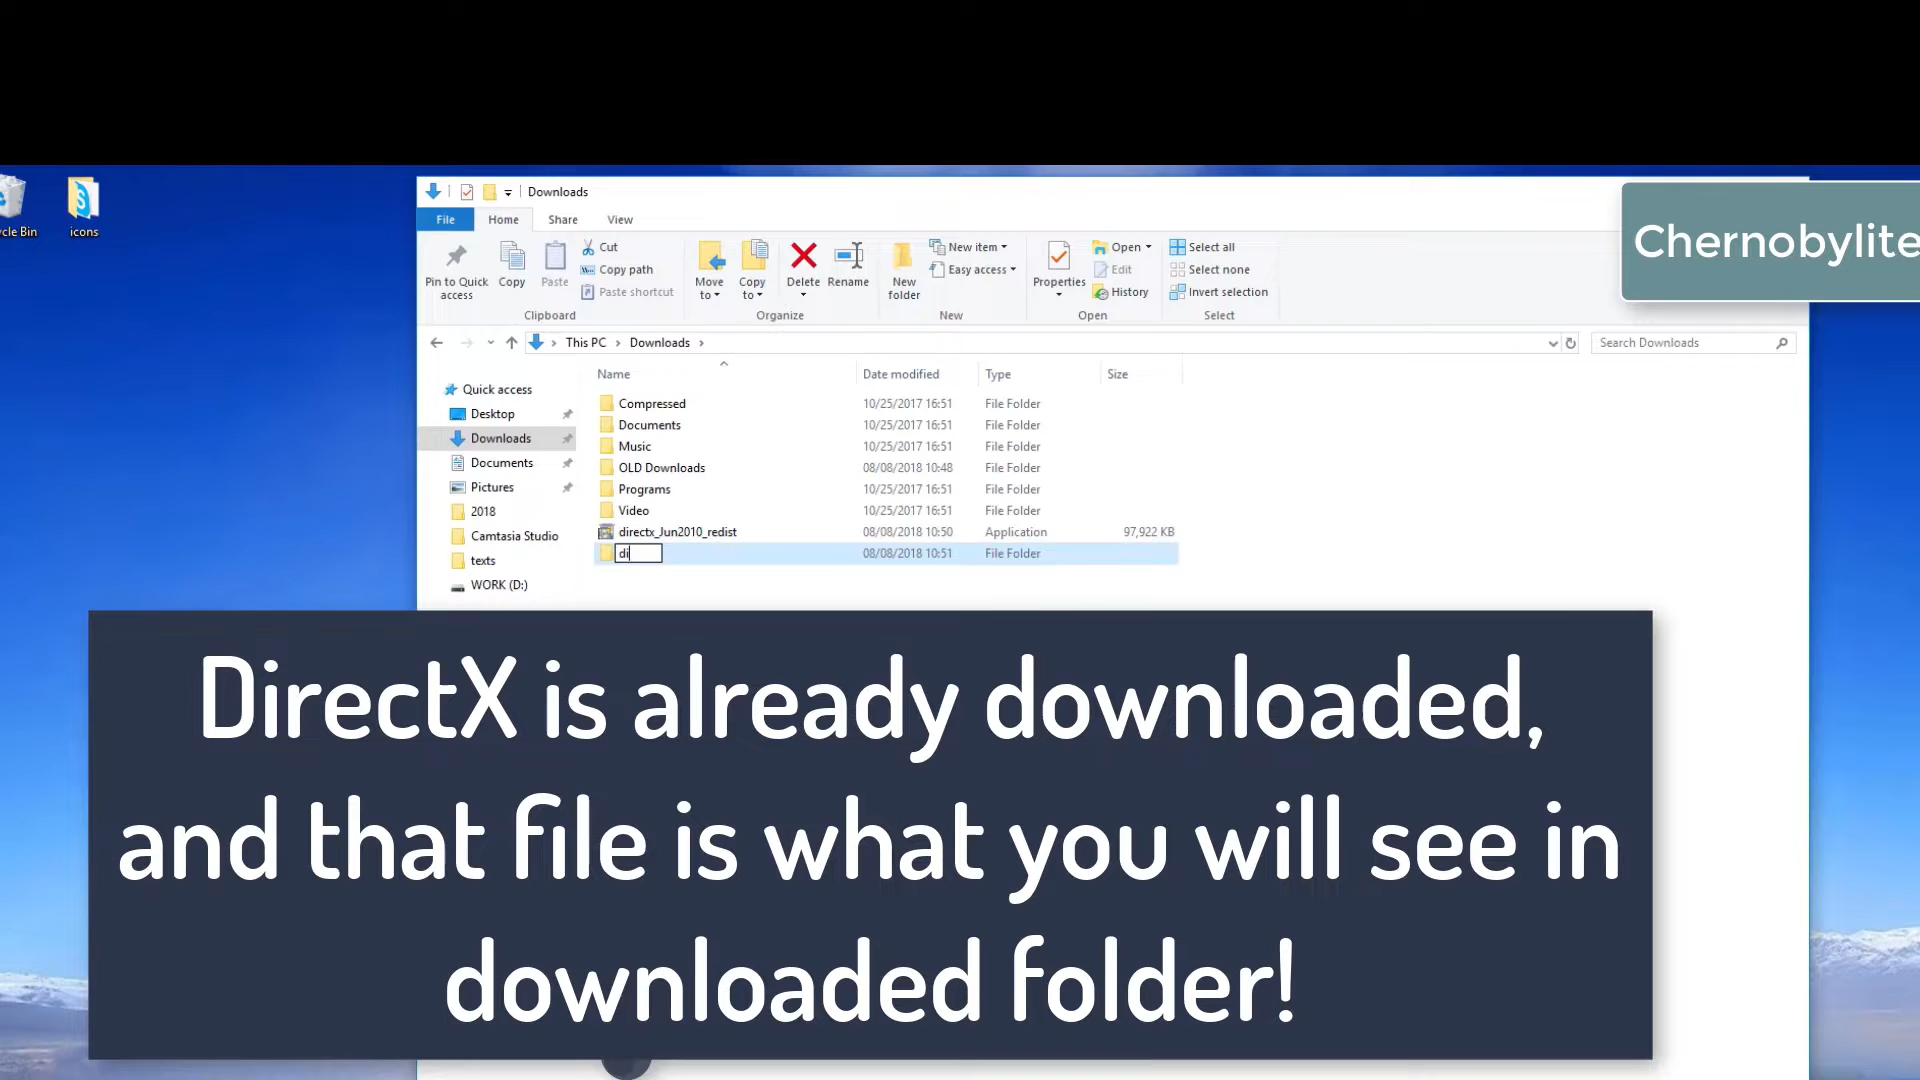 cle Bin
icons
Downloads
File Home Share View
Pin to Quick access
Copy
Paste
Cut
Copy path
Paste shortcut
Clipboard
Move to
Copy to
Delete
Rename
Organize
New folder
New item
Easy access
New
Properties
Open
Edit
History
Open
Select all
Select none
Invert selection
Select
Chernobylite
This PC > Downloads >
Search Downloads
Quick access
Desktop
Downloads
Documents
Pictures
2018
Camtasia Studio
texts
WORK (D:)
Name Date modified Type Size
Compressed 10/25/2017 16:51 File Folder
Documents 10/25/2017 16:51 File Folder
Music 10/25/2017 16:51 File Folder
OLD Downloads 08/08/2018 10:48 File Folder
Programs 10/25/2017 16:51 File Folder
Video 10/25/2017 16:51 File Folder
directx_Jun2010_redist 08/08/2018 10:50 Application 97,922 KB
di 08/08/2018 10:51 File Folder
DirectX is already downloaded,
and that file is what you will see in
downloaded folder!